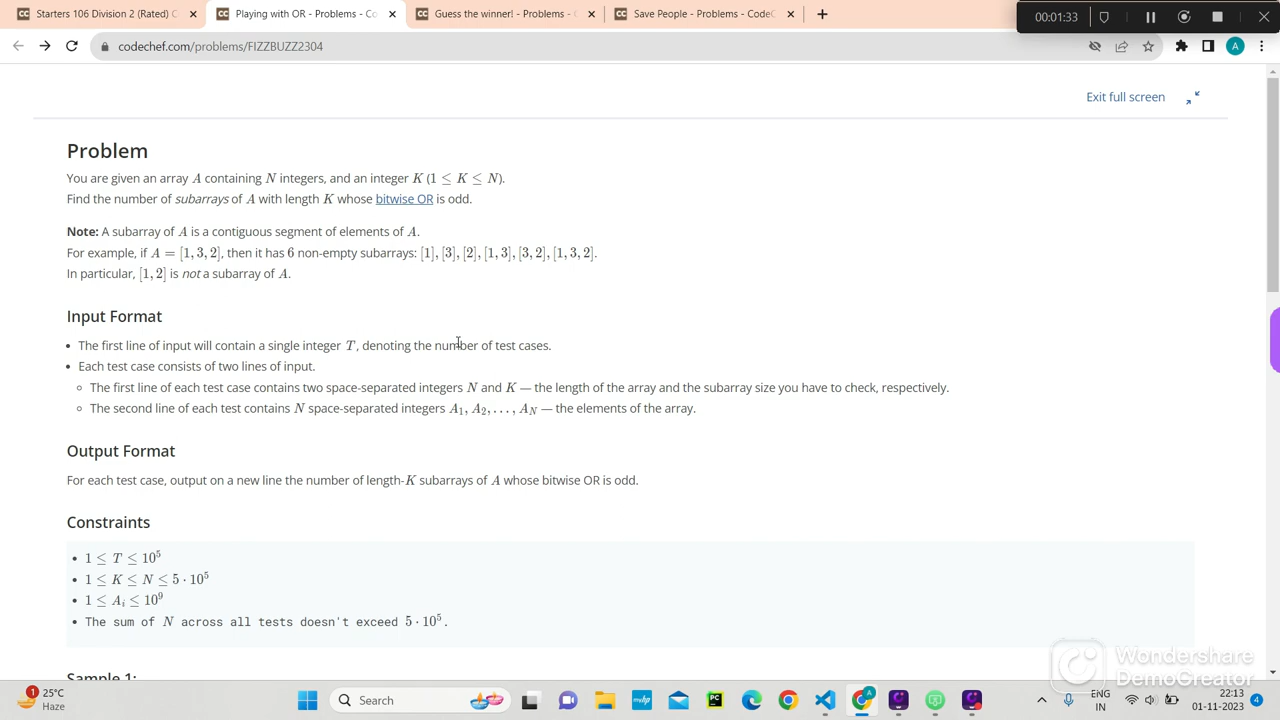 Starters 106 Division 2 (Rated) C
Playing with OR - Problems - Co
Guess the winner! - Problems - C
Save People - Problems - CodeC
00:01:33
codechef.com/problems/FIZZBUZZ2304
A
Exit full screen
Problem
You are given an array A containing N integers, and an integer K (1 ≤ K ≤ N).
Find the number of subarrays of A with length K whose bitwise OR is odd.
Note: A subarray of A is a contiguous segment of elements of A.
For example, if A = [1, 3, 2], then it has 6 non-empty subarrays: [1], [3], [2], [1, 3], [3, 2], [1, 3, 2].
In particular, [1, 2] is not a subarray of A.
Input Format
• The first line of input will contain a single integer T, denoting the number of test cases.
• Each test case consists of two lines of input.
◦ The first line of each test case contains two space-separated integers N and K — the length of the array and the subarray size you have to check, respectively.
◦ The second line of each test contains N space-separated integers A₁, A₂, . . . , A_N — the elements of the array.
Output Format
For each test case, output on a new line the number of length-K subarrays of A whose bitwise OR is odd.
Constraints
• 1 ≤ T ≤ 10⁵
• 1 ≤ K ≤ N ≤ 5 · 10⁵
• 1 ≤ Aᵢ ≤ 10⁹
• The sum of N across all tests doesn't exceed 5 · 10⁵.
Sample 1:
Wondershare
DemoCreator
1
25°C
Haze
Search
PC
A
ENG
IN
22:13
01-11-2023
4